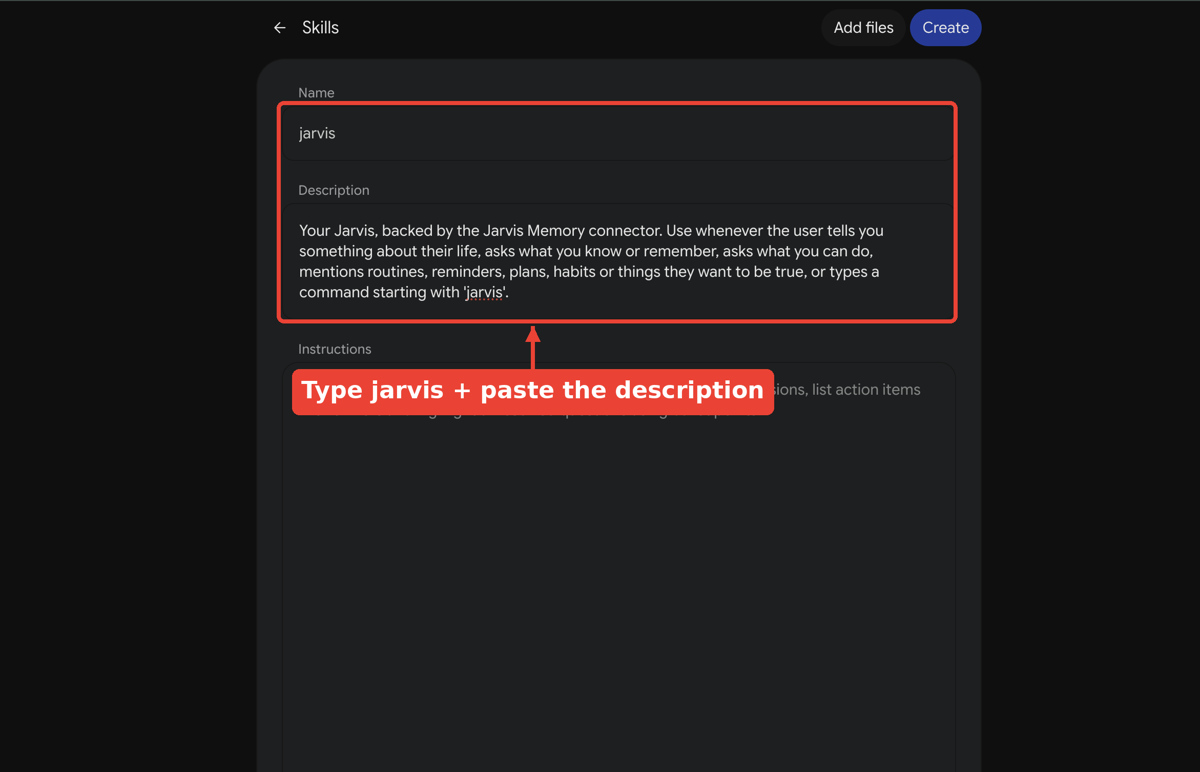 Skills
Add files
Create
Name
jarvis
Description
Your Jarvis, backed by the Jarvis Memory connector. Use whenever the user tells you
something about their life, asks what you know or remember, asks what you can do,
mentions routines, reminders, plans, habits or things they want to be true, or types a
command starting with 'jarvis'.
Instructions
Type jarvis + paste the description
list action items